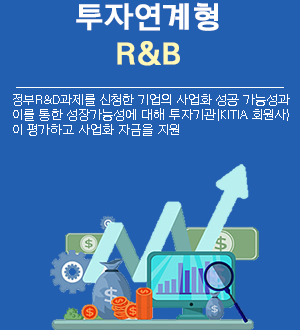 투자연계형
R&B
정부R&D과제를 신청한 기업의 사업화 성공 가능성과
이를 통한 성장가능성에 대해 투자기관(KITIA 회원사)
이 평가하고 사업화 자금을 지원
$
$
$
$
$